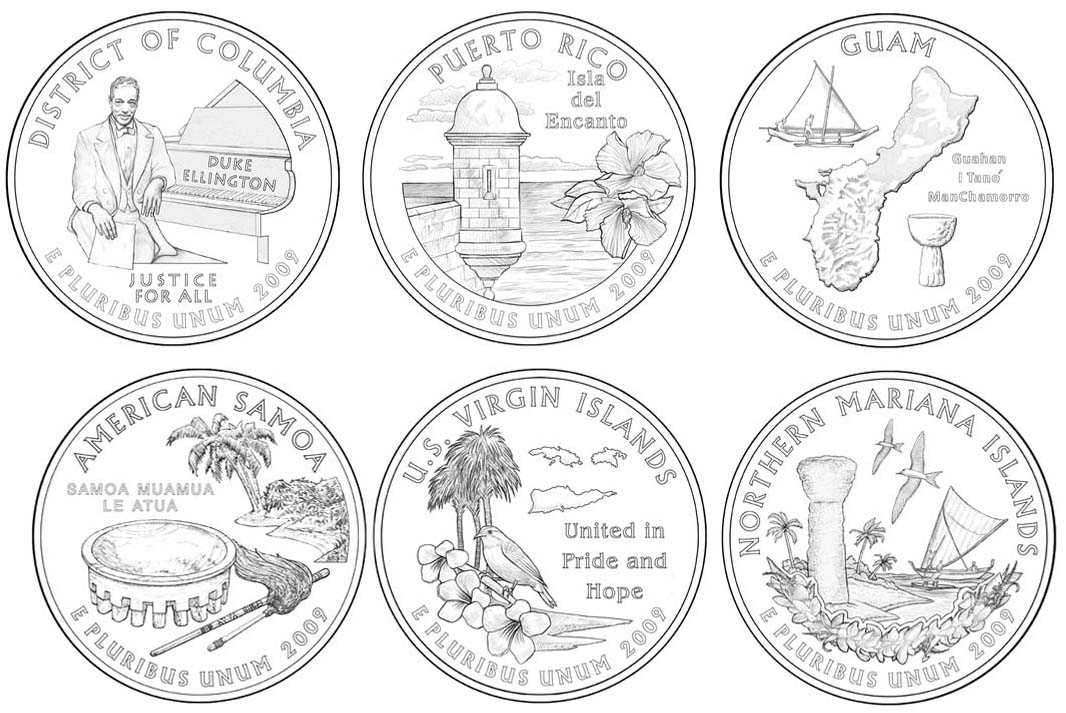 DISTRICT OF COLUMBIA
DUKE
ELLINGTON
JUSTICE
FOR ALL
E PLURIBUS UNUM 2009
PUERTO RICO
Isla
del
Encanto
E PLURIBUS UNUM 2009
GUAM
Guahan
I Tano´
ManChamorro
E PLURIBUS UNUM 2009
AMERICAN SAMOA
SAMOA MUAMUA
LE ATUA
E PLURIBUS UNUM 2009
U.S. VIRGIN ISLANDS
United in
Pride and
Hope
E PLURIBUS UNUM 2009
NORTHERN MARIANA ISLANDS
E PLURIBUS UNUM 2009